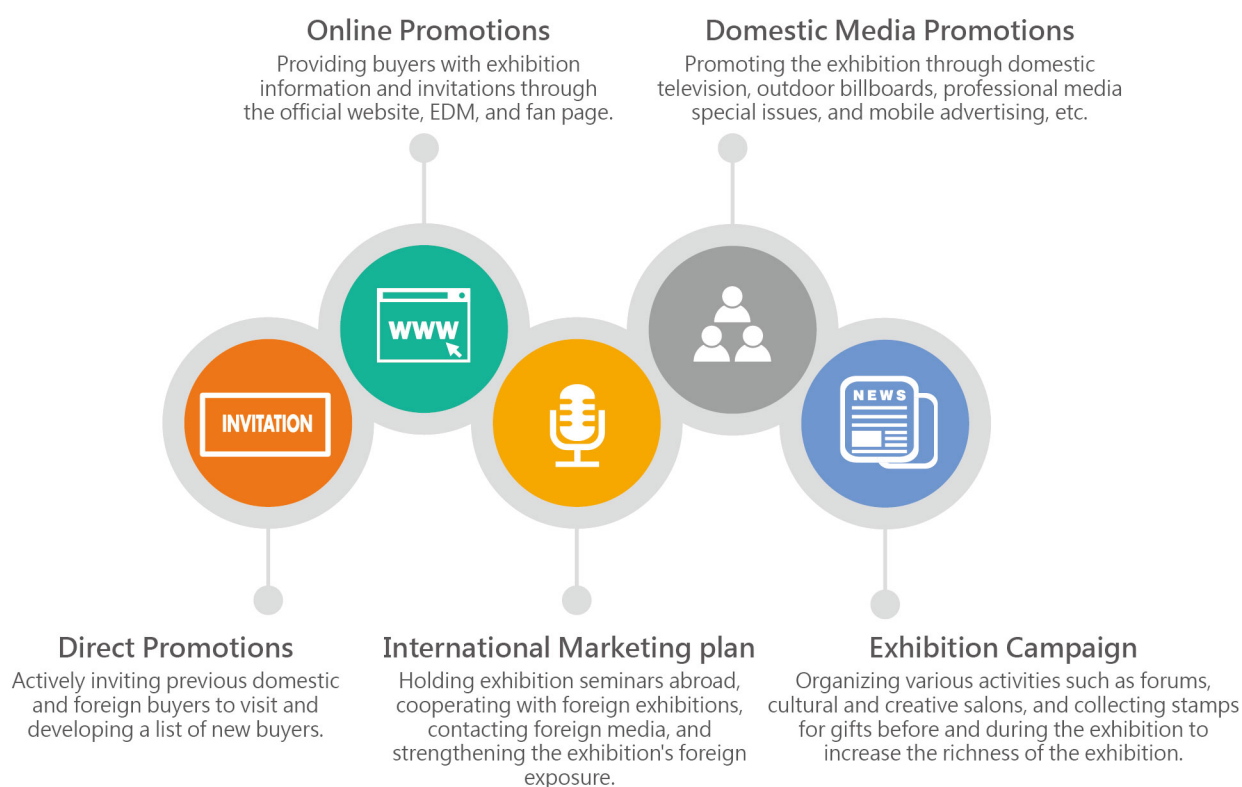 Online Promotions
Providing buyers with exhibition
information and invitations through
the official website, EDM, and fan page.
Domestic Media Promotions
Promoting the exhibition through domestic
television, outdoor billboards, professional media
special issues, and mobile advertising, etc.
INVITATION
WWW
NEWS
Direct Promotions
Actively inviting previous domestic
and foreign buyers to visit and
developing a list of new buyers.
International Marketing plan
Holding exhibition seminars abroad,
cooperating with foreign exhibitions,
contacting foreign media, and
strengthening the exhibition's foreign
exposure.
Exhibition Campaign
Organizing various activities such as forums,
cultural and creative salons, and collecting stamps
for gifts before and during the exhibition to
increase the richness of the exhibition.